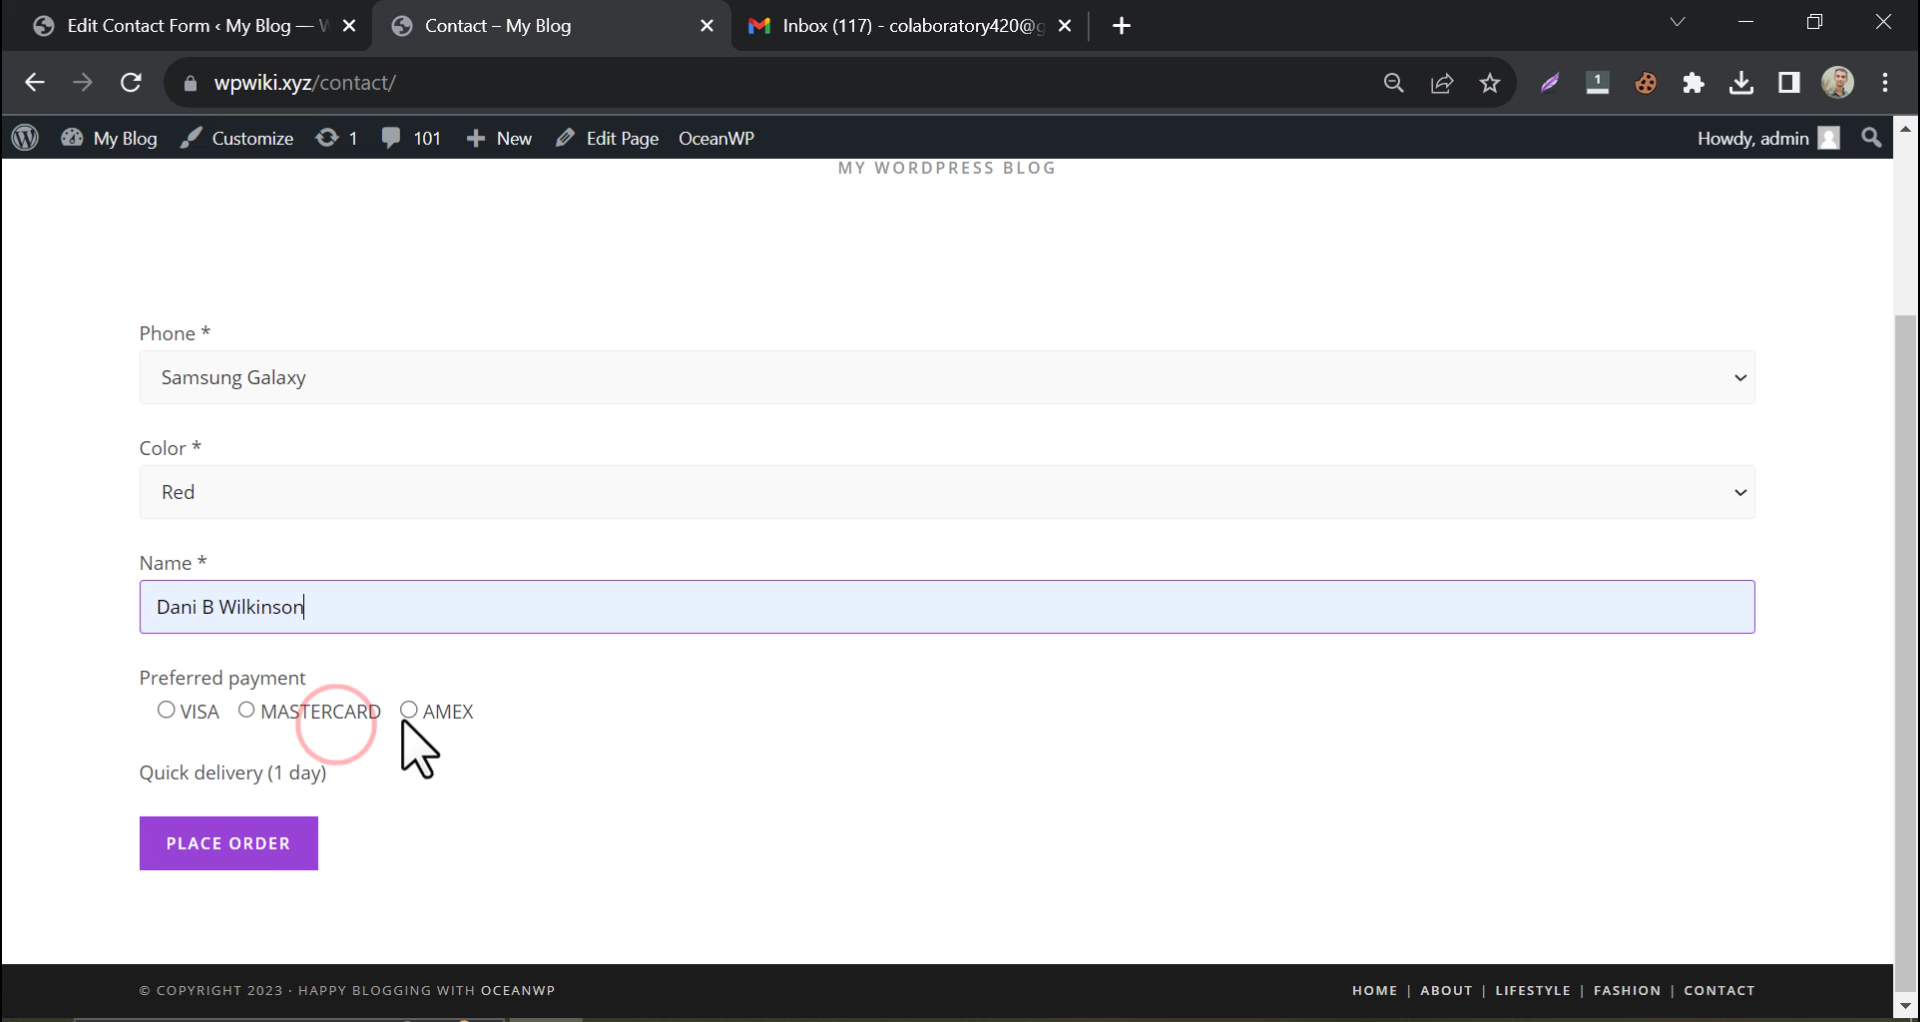 Edit Contact Form ‹ My Blog — W
Contact – My Blog
Inbox (117) - colaboratory420@g
wpwiki.xyz/contact/
1
My Blog
Customize
1
101
New
Edit Page
OceanWP
Howdy, admin
MY WORDPRESS BLOG
Phone *
Samsung Galaxy
Color *
Red
Name *
Dani B Wilkinson
Preferred payment
VISA MASTERCARD AMEX
Quick delivery (1 day)
PLACE ORDER
© COPYRIGHT 2023 · HAPPY BLOGGING WITH OCEANWP
HOME | ABOUT | LIFESTYLE | FASHION | CONTACT